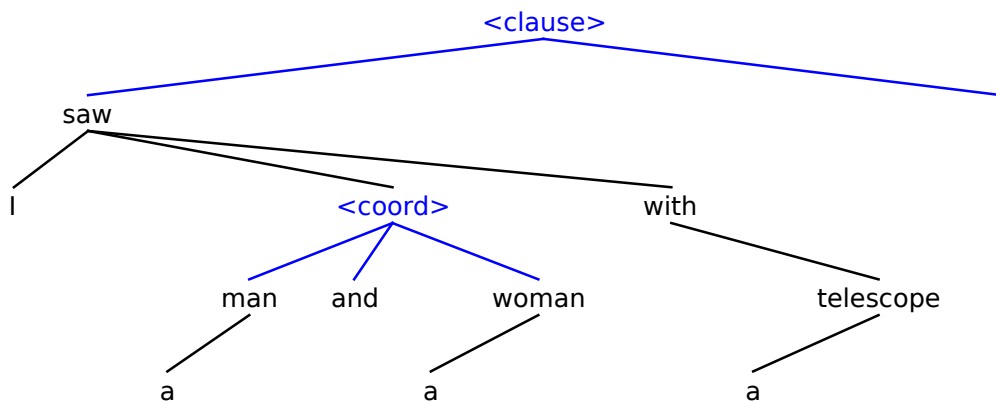 <clause>
saw
I <coord> with
man and woman telescope
a a a